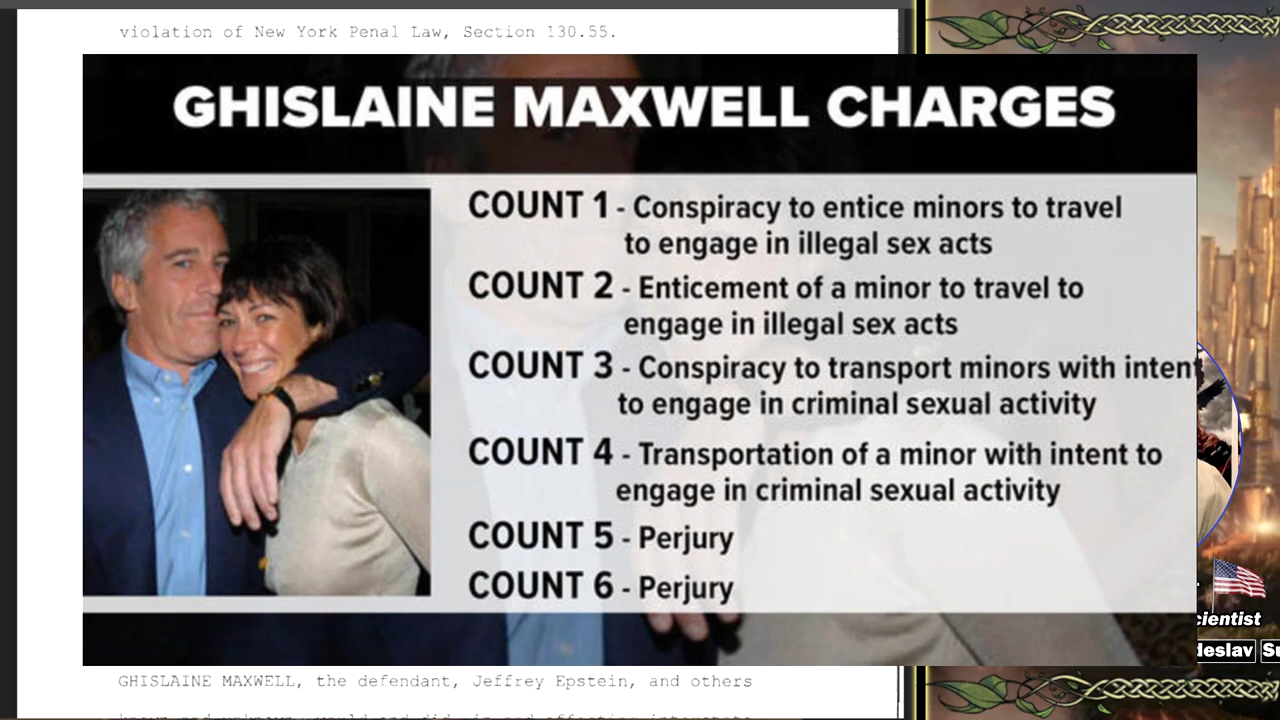 violation of New York Penal Law, Section 130.55.
GHISLAINE MAXWELL CHARGES
COUNT 1 - Conspiracy to entice minors to travel
to engage in illegal sex acts
COUNT 2 - Enticement of a minor to travel to
engage in illegal sex acts
COUNT 3 - Conspiracy to transport minors with intent
to engage in criminal sexual activity
COUNT 4 - Transportation of a minor with intent to
engage in criminal sexual activity
COUNT 5 - Perjury
COUNT 6 - Perjury
cientist
deslav Su
GHISLAINE MAXWELL, the defendant, Jeffrey Epstein, and others